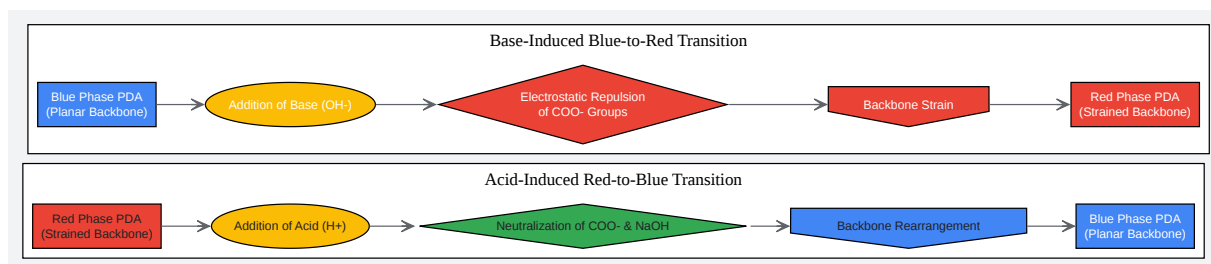 Base-Induced Blue-to-Red Transition
Blue Phase PDA
(Planar Backbone)
Addition of Base (OH-)
Electrostatic Repulsion
of COO- Groups
Backbone Strain
Red Phase PDA
(Strained Backbone)
Acid-Induced Red-to-Blue Transition
Red Phase PDA
(Strained Backbone)
Addition of Acid (H+)
Neutralization of COO- & NaOH
Backbone Rearrangement
Blue Phase PDA
(Planar Backbone)